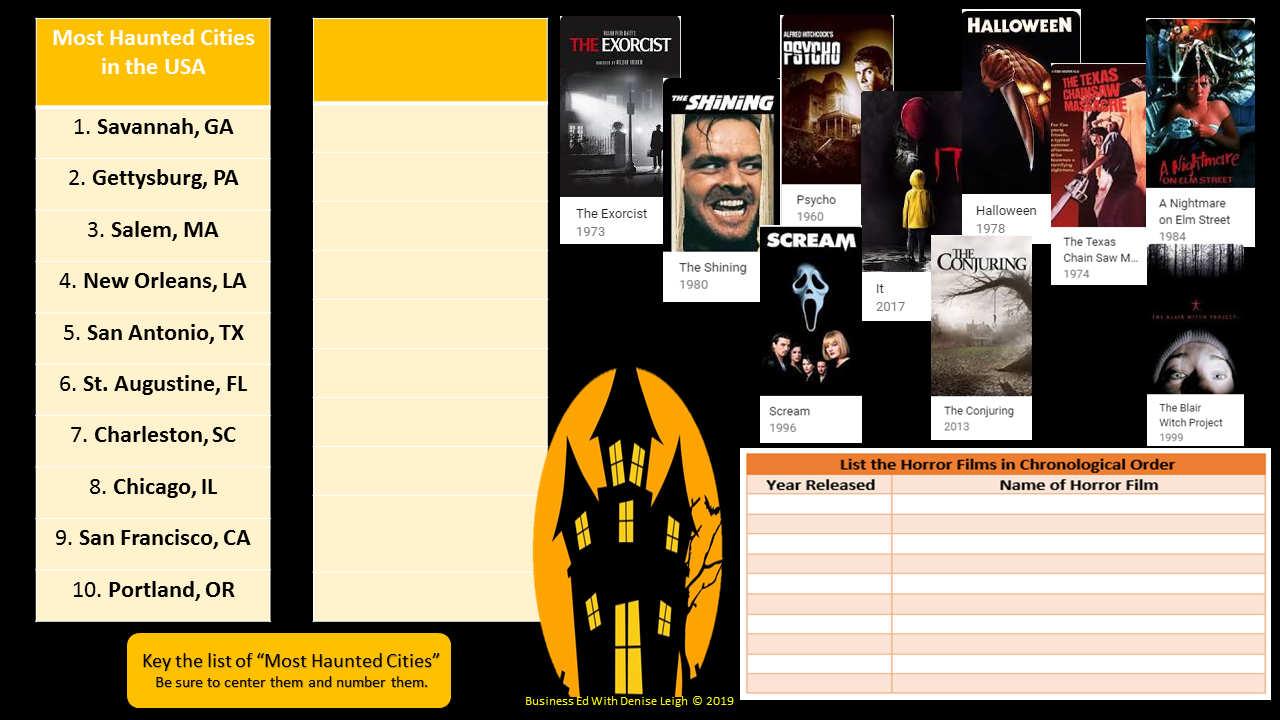 Most Haunted Cities
in the USA
1. Savannah, GA
2. Gettysburg, PA
3. Salem, MA
4. New Orleans, LA
5. San Antonio, TX
6. St. Augustine, FL
7. Charleston, SC
8. Chicago, IL
9. San Francisco, CA
10. Portland, OR
Key the list of “Most Haunted Cities”
Be sure to center them and number them.
THE EXORCIST
The Exorcist
1973
THE SHiNiNG
The Shining
1980
ALFRED HITCHCOCK'S
PSYCHO
Psycho
1960
SCREAM
Scream
1996
It
2017
HALLOWEEN
Halloween
1978
THE
CONJURING
The Conjuring
2013
THE TEXAS
CHAINSAW
MASSACRE
The Texas
Chain Saw M...
1974
A Nightmare
ON ELM STREET
A Nightmare
on Elm Street
1984
THE BLAIR WITCH PROJECT
The Blair
Witch Project
1999
List the Horror Films in Chronological Order
Year Released Name of Horror Film
Business Ed With Denise Leigh © 2019